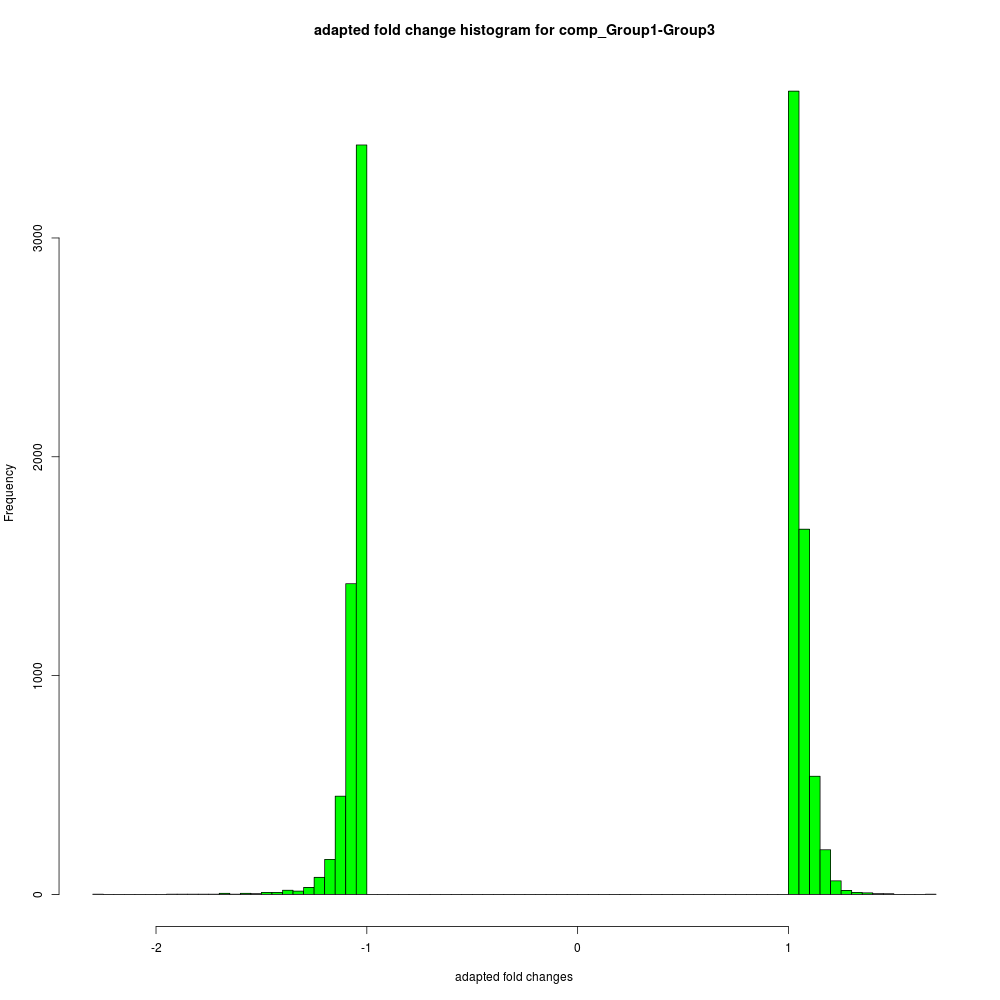 adapted fold change histogram for comp_Group1-Group3
Frequency
3000
2000
1000
0
-2
-1
0
1
adapted fold changes